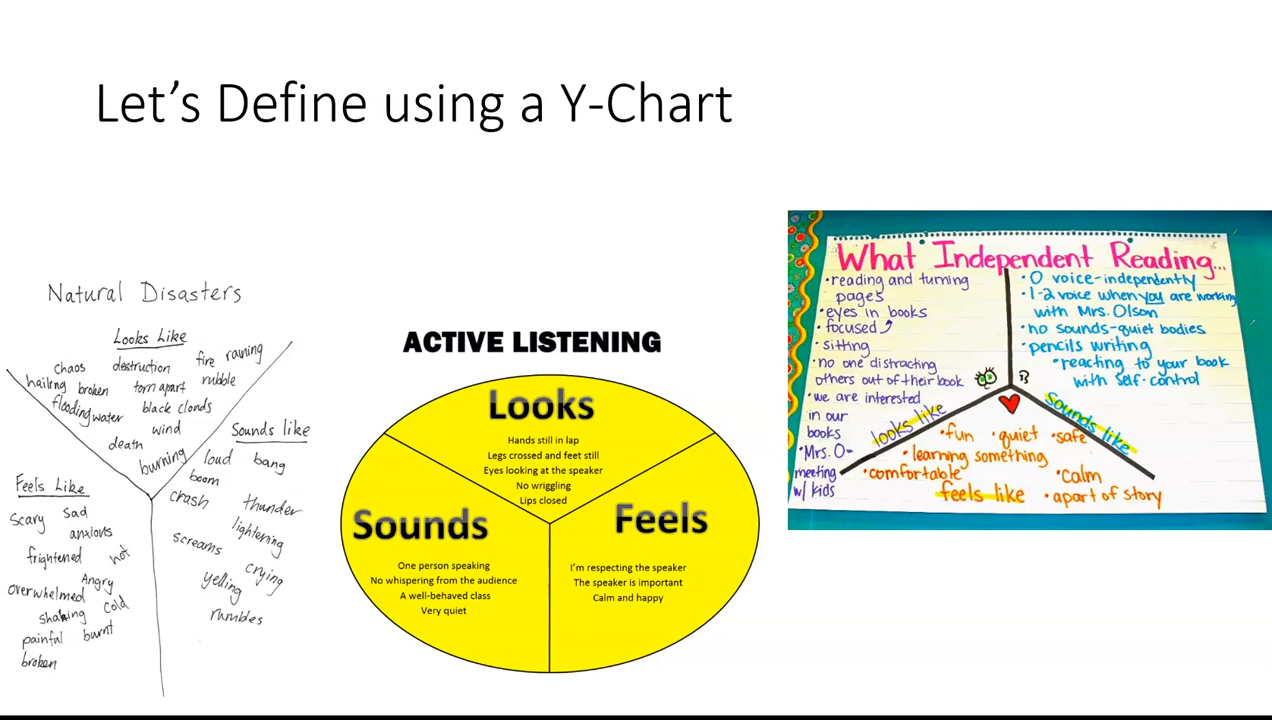 Let's Define using a Y-Chart
Natural Disasters
Looks Like
chaos destruction fire raining
hailing broken torn apart rubble
flooding water black clouds
wind
death
burning
Feels Like
scary sad
anxious
frightened hot
overwhelmed Angry
shaking cold
painful burnt
broken
Sounds like
loud bang
boom
crash thunder
lightening
screams
crying
yelling
rumbles
ACTIVE LISTENING
Looks
Hands still in lap
Legs crossed and feet still
Eyes looking at the speaker
No wriggling
Lips closed
Sounds
One person speaking
No whispering from the audience
A well-behaved class
Very quiet
Feels
I'm respecting the speaker
The speaker is important
Calm and happy
What Independent Reading...
•reading and turning
pages
•eyes in books
•focused
•sitting
•no one distracting
others out of their book
•we are interested
in our
books
•Mrs. O-
meeting
w/ kids
looks like
•0 voice-independently
•1-2 voice when you are working
with Mrs. Olson
•no sounds-quiet bodies
•pencils writing
•reacting to your book
with self-control
Sounds like
•fun •quiet •safe
•learning something
•comfortable •calm
feels like •apart of story